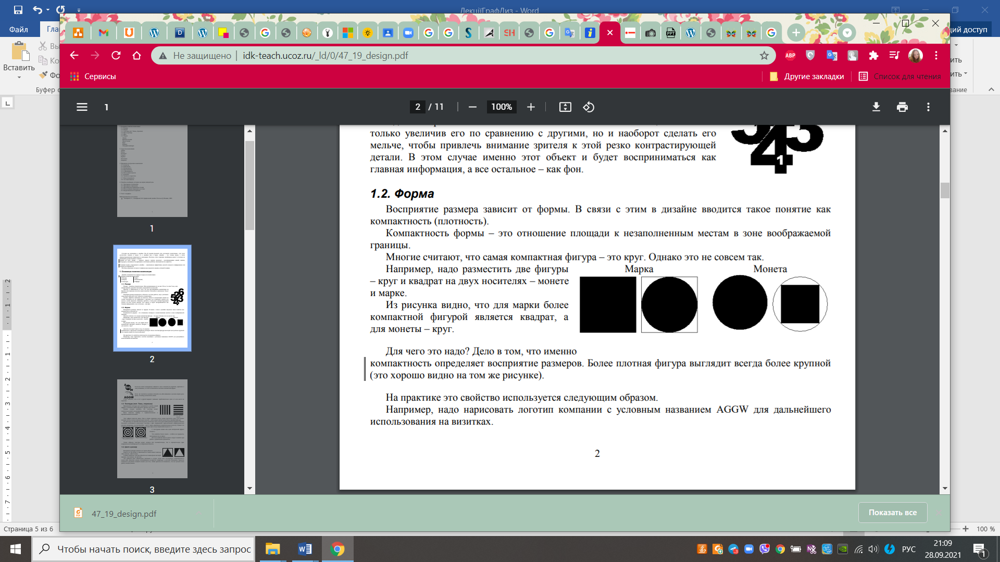 ЛекціїГрафДиз - Word
Файл
Гла
ий доступ
SH
PPT
Не защищено
idk-teach.ucoz.ru/_ld/0/47_19_design.pdf
ABP
Сервисы
Другие закладки
Список для чтения
Вставить
Вы
Ко
Фо
Буфер о
ить
ить
вание
1
2 / 11
100%
только увеличив его по сравнению с другими, но и наоборот сделать его
мельче, чтобы привлечь внимание зрителя к этой резко контрастирующей
детали. В этом случае именно этот объект и будет восприниматься как
главная информация, а все остальное – как фон.
5
3
4
1
1.2. Форма
Восприятие размера зависит от формы. В связи с этим в дизайне вводится такое понятие как
компактность (плотность).
Компактность формы – это отношение площади к незаполненным местам в зоне воображаемой
границы.
Многие считают, что самая компактная фигура – это круг. Однако это не совсем так.
Например, надо разместить две фигуры
– круг и квадрат на двух носителях – монете
и марке.
Из рисунка видно, что для марки более
компактной фигурой является квадрат, а
для монеты – круг.
Марка
Монета
Для чего это надо? Дело в том, что именно
компактность определяет восприятие размеров. Более плотная фигура выглядит всегда более крупной
(это хорошо видно на том же рисунке).
На практике это свойство используется следующим образом.
Например, надо нарисовать логотип компании с условным названием AGGW для дальнейшего
использования на визитках.
2
1
2
3
AGGW
47_19_design.pdf
Показать все
Страница 5 из 6
100 %
Чтобы начать поиск, введите здесь запрос
РУС
21:09
28.09.2021
1